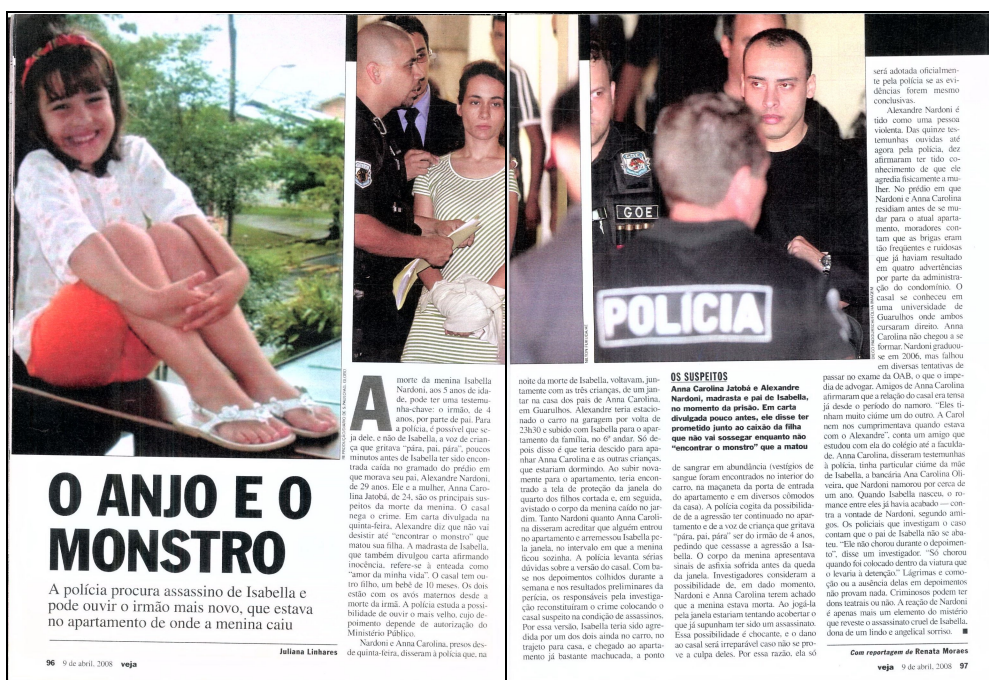 O ANJO E O
MONSTRO
A polícia procura assassino de Isabella e
pode ouvir o irmão mais novo, que estava
no apartamento de onde a menina caiu
Juliana Linhares
96 9 de abril, 2008 veja
A morte da menina Isabella
Nardoni, aos 5 anos de ida-
de, pode ter uma testemu-
nha-chave: o irmão, de 4
anos, por parte de pai. Para
a polícia, é possível que se-
ja dele, e não de Isabella, a voz de crian-
ça que gritava "pára, pai, pára", poucos
minutos antes de Isabella ter sido encon-
trada caída no gramado do prédio em
que morava seu pai, Alexandre Nardoni,
de 29 anos. Ele e a mulher, Anna Caro-
lina Jatobá, de 24, são os principais sus-
peitos da morte da menina. O casal
nega o crime. Em carta divulgada na
quinta-feira, Alexandre diz que não vai
desistir até "encontrar o monstro" que
matou sua filha. A madrasta de Isabella,
que também divulgou carta afirmando
inocência, refere-se à enteada como
"amor da minha vida". O casal tem ou-
tro filho, um bebê de 10 meses. Os dois
estão com os avós maternos desde a
morte da irmã. A polícia estuda a possi-
bilidade de ouvir o mais velho, cujo de-
poimento depende de autorização do
Ministério Público.
Nardoni e Anna Carolina, presos des-
de quinta-feira, disseram à polícia que, na
GOE
POLÍCIA
noite da morte de Isabella, voltavam, jun-
tamente com as três crianças, de um jan-
tar na casa dos pais de Anna Carolina,
em Guarulhos. Alexandre teria estacio-
nado o carro na garagem por volta de
23h30 e subido com Isabella para o apar-
tamento da família, no 6º andar. Só de-
pois disso é que teria descido para apa-
nhar Anna Carolina e as outras crianças,
que estariam dormindo. Ao subir nova-
mente para o apartamento, teria encon-
trado a tela de proteção da janela do
quarto dos filhos cortada e, em seguida,
avistado o corpo da menina caído no jar-
dim. Tanto Nardoni quanto Anna Caroli-
na disseram acreditar que alguém entrou
no apartamento e arremessou Isabella pe-
la janela, no intervalo em que a menina
ficou sozinha. A polícia levanta sérias
dúvidas sobre a versão do casal. Com ba-
se nos depoimentos colhidos durante a
semana e nos resultados preliminares da
perícia, os responsáveis pela investiga-
ção reconstituíram o crime colocando o
casal suspeito na condição de assassinos.
Por essa versão, Isabella teria sido agre-
dida por um dos dois ainda no carro, no
trajeto para casa, e chegado ao aparta-
mento já bastante machucada, a ponto
OS SUSPEITOS
Anna Carolina Jatobá e Alexandre
Nardoni, madrasta e pai de Isabella,
no momento da prisão. Em carta
divulgada pouco antes, ele disse ter
prometido junto ao caixão da filha
que não vai sossegar enquanto não
"encontrar o monstro" que a matou
de sangrar em abundância (vestígios de
sangue foram encontrados no interior do
carro, na maçaneta da porta de entrada
do apartamento e em diversos cômodos
da casa). A polícia cogita da possibilida-
de de a agressão ter continuado no apar-
tamento e de a voz de criança que gritava
"pára, pai, pára" ser do irmão de 4 anos,
pedindo que cessasse a agressão a Isa-
bella. O corpo da menina apresentava
sinais de asfixia sofrida antes da queda
da janela. Investigadores consideram a
possibilidade de, em dado momento,
Nardoni e Anna Carolina terem achado
que a menina estava morta. Ao jogá-la
pela janela estariam tentando acobertar o
que já supunham ter sido um assassinato.
Essa possibilidade é chocante, e o dano
ao casal será irreparável caso não se pro-
ve a culpa deles. Por essa razão, ela só
será adotada oficialmen-
te pela polícia se as evi-
dências forem mesmo
conclusivas.
Alexandre Nardoni é
tido como uma pessoa
violenta. Das quinze tes-
temunhas ouvidas até
agora pela polícia, dez
afirmaram ter tido co-
nhecimento de que ele
agredia fisicamente a mu-
lher. No prédio em que
Nardoni e Anna Carolina
residiam antes de se mu-
dar para o atual aparta-
mento, moradores con-
tam que as brigas eram
tão freqüentes e ruidosas
que já haviam resultado
em quatro advertências
por parte da administra-
ção do condomínio. O
casal se conheceu em
uma universidade de
Guarulhos onde ambos
cursaram direito. Anna
Carolina não chegou a se
formar. Nardoni graduou-
se em 2006, mas falhou
em diversas tentativas de
passar no exame da OAB, o que o impe-
dia de advogar. Amigos de Anna Carolina
afirmaram que a relação do casal era tensa
já desde o período do namoro. "Eles ti-
nham muito ciúme um do outro. A Carol
nem nos cumprimentava quando estava
com o Alexandre", conta um amigo que
estudou com ela do colégio até a faculda-
de. Anna Carolina, disseram testemunhas
à polícia, tinha particular ciúme da mãe
de Isabella, a bancária Ana Carolina Oli-
veira, que Nardoni namorou por cerca de
um ano. Quando Isabella nasceu, o ro-
mance entre eles já havia acabado — con-
tra a vontade de Nardoni, segundo ami-
gos. Os policiais que investigam o caso
contam que o pai de Isabella não se aba-
teu. "Ele não chorou durante o depoimen-
to", disse um investigador. "Só chorou
quando foi colocado dentro da viatura que
o levaria à detenção." Lágrimas e como-
ção ou a ausência delas em depoimentos
não provam nada. Criminosos podem ter
dons teatrais ou não. A reação de Nardoni
é apenas mais um elemento do mistério
que reveste o assassinato cruel de Isabella,
dona de um lindo e angelical sorriso. ■
Com reportagem de Renata Moraes
veja 9 de abril, 2008 97